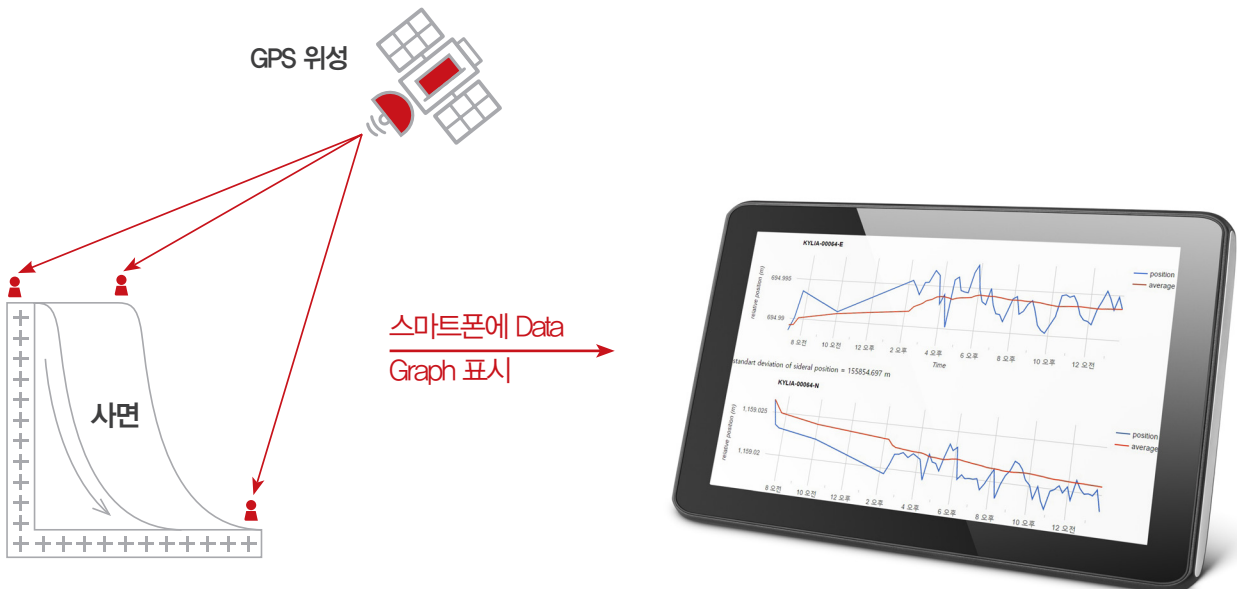 GPS 위성
사면
스마트폰에 Data
Graph 표시
KYLIA-00064-E
relative position (m)
694.995
694.99
position
average
8 오전
10 오전
12 오후
2 오후
4 오후
6 오후
8 오후
10 오후
12 오전
Time
standart deviation of sideral position = 155854.697 m
KYLIA-00064-N
relative position (m)
1,159.025
1,159.02
position
average
8 오전
10 오전
12 오후
2 오후
4 오후
6 오후
8 오후
10 오후
12 오전